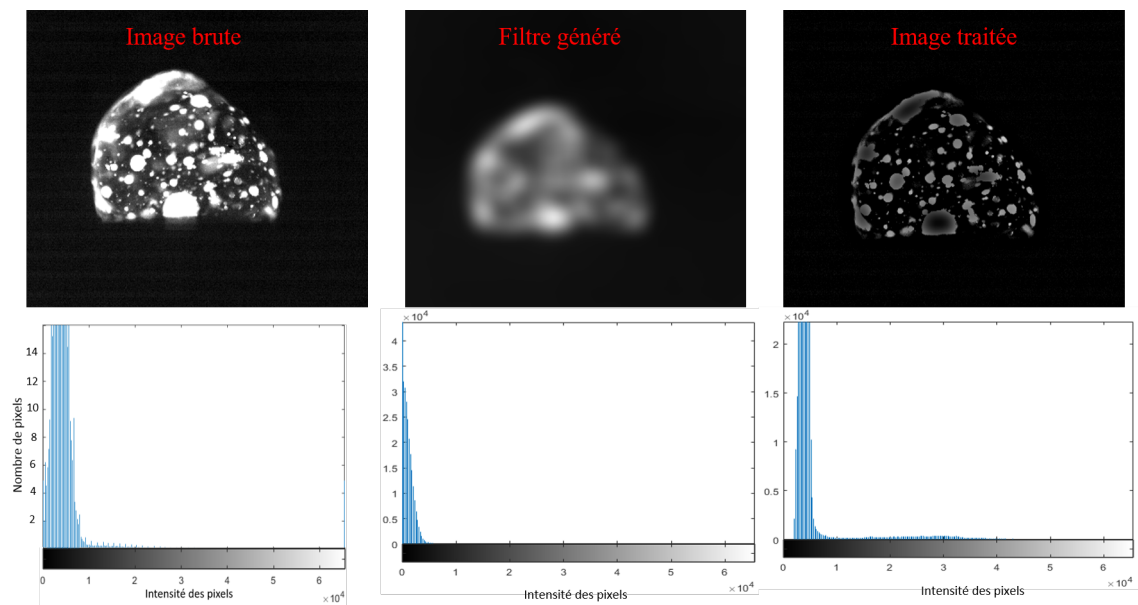 Image brute
Filtre généré
Image traitée
14
12
10
8
6
4
2
Nombre de pixels
0 1 2 3 4 5 6
× 10⁴
Intensité des pixels
× 10⁴
4
3.5
3
2.5
2
1.5
1
0.5
0
0 1 2 3 4 5 6
× 10⁴
Intensité des pixels
× 10⁴
2
1.5
1
0.5
0
0 1 2 3 4 5 6
× 10⁴
Intensité des pixels